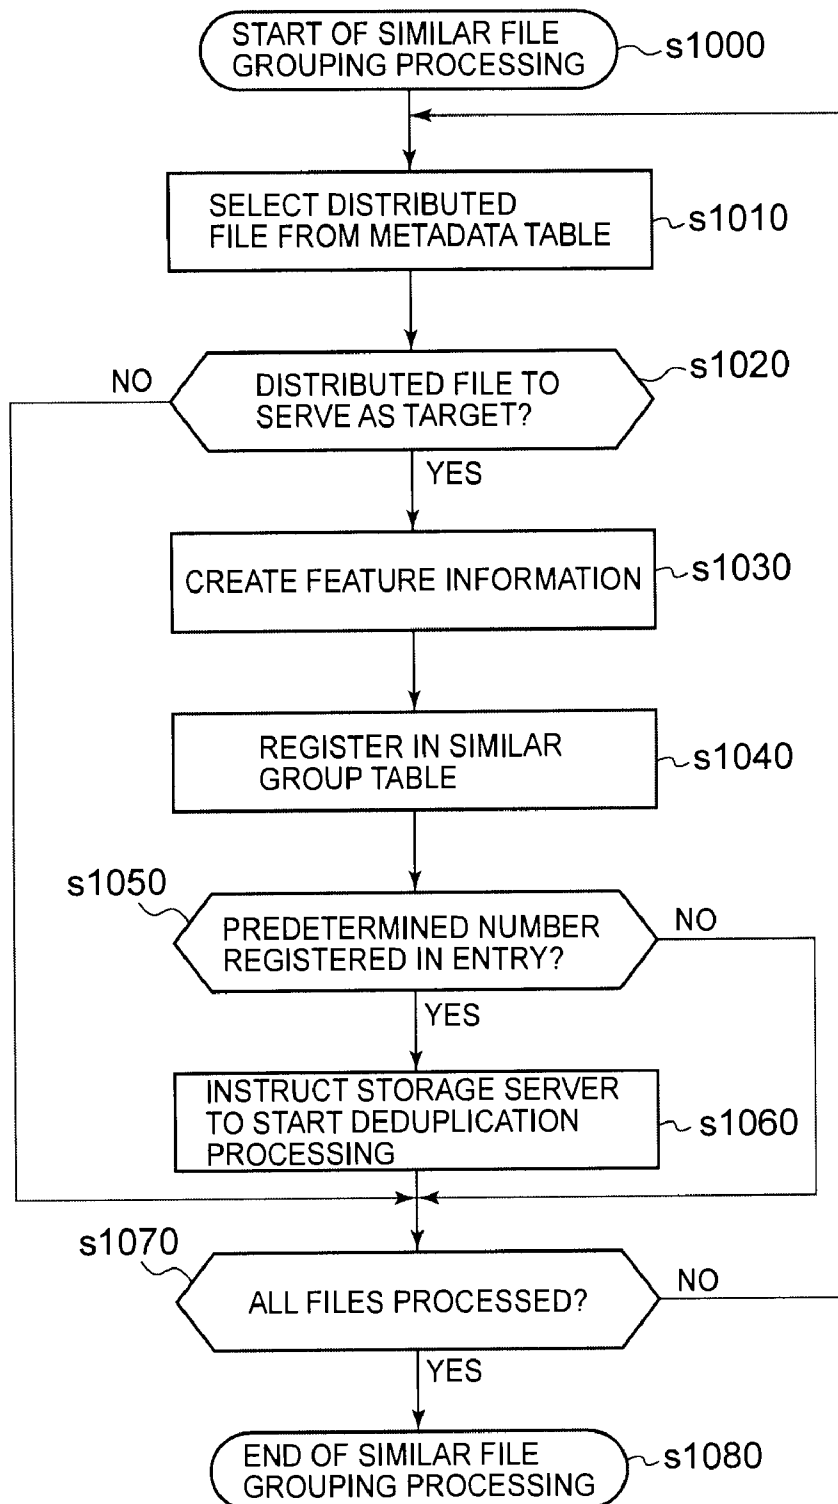 START OF SIMILAR FILE
GROUPING PROCESSING
s1000
SELECT DISTRIBUTED
FILE FROM METADATA TABLE
s1010
DISTRIBUTED FILE TO
SERVE AS TARGET?
s1020
NO
YES
CREATE FEATURE INFORMATION
s1030
REGISTER IN SIMILAR
GROUP TABLE
s1040
s1050
PREDETERMINED NUMBER
REGISTERED IN ENTRY?
NO
YES
INSTRUCT STORAGE SERVER
TO START DEDUPLICATION
PROCESSING
s1060
s1070
ALL FILES PROCESSED?
NO
YES
END OF SIMILAR FILE
GROUPING PROCESSING
s1080